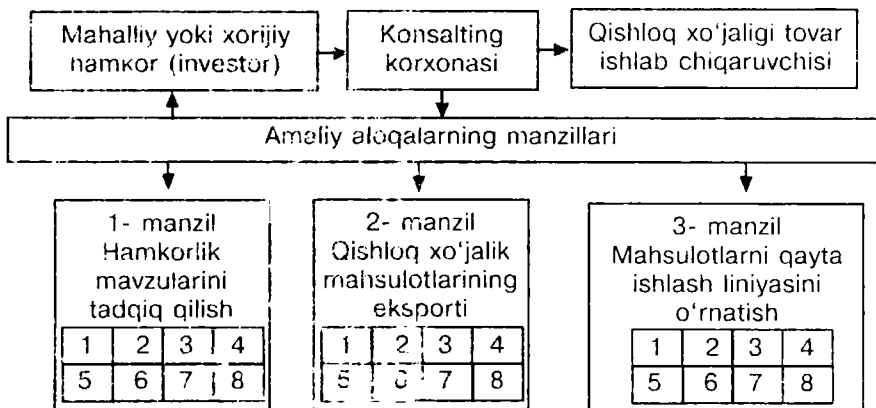 Mahalliy yoki xorijiy
hamkor (investor)
Konsalting
korxonasi
Qishloq xo‘jaligi tovar
ishlab chiqaruvchisi
Amaliy aloqalarning manzillari
1- manzil
Hamkorlik
mavzularini
tadqiq qilish
1 2 3 4
5 6 7 8
2- manzil
Qishloq xo‘jalik
mahsulotlarining
eksporti
1 2 3 4
5 6 7 8
3- manzil
Mahsulotlarni qayta
ishlash liniyasini
o‘rnatish
1 2 3 4
5 6 7 8